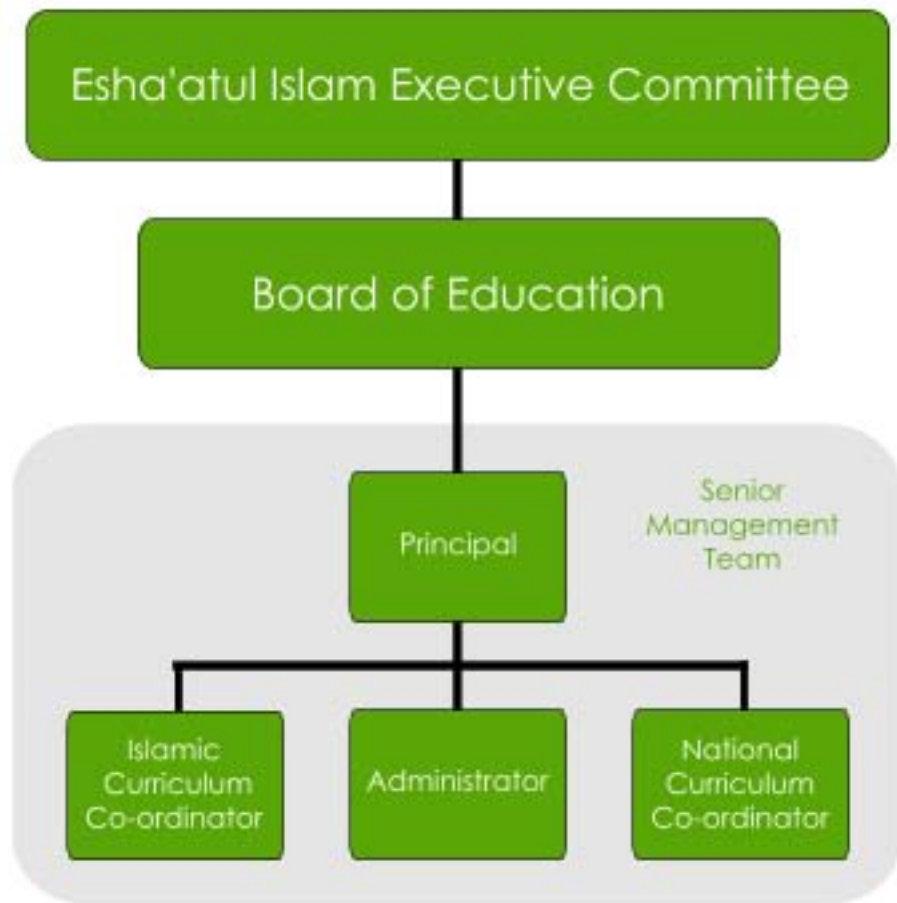 Esha'atul Islam Executive Committee
Board of Education
Principal
Senior
Management
Team
Islamic
Curriculum
Co-ordinator
Administrator
National
Curriculum
Co-ordinator